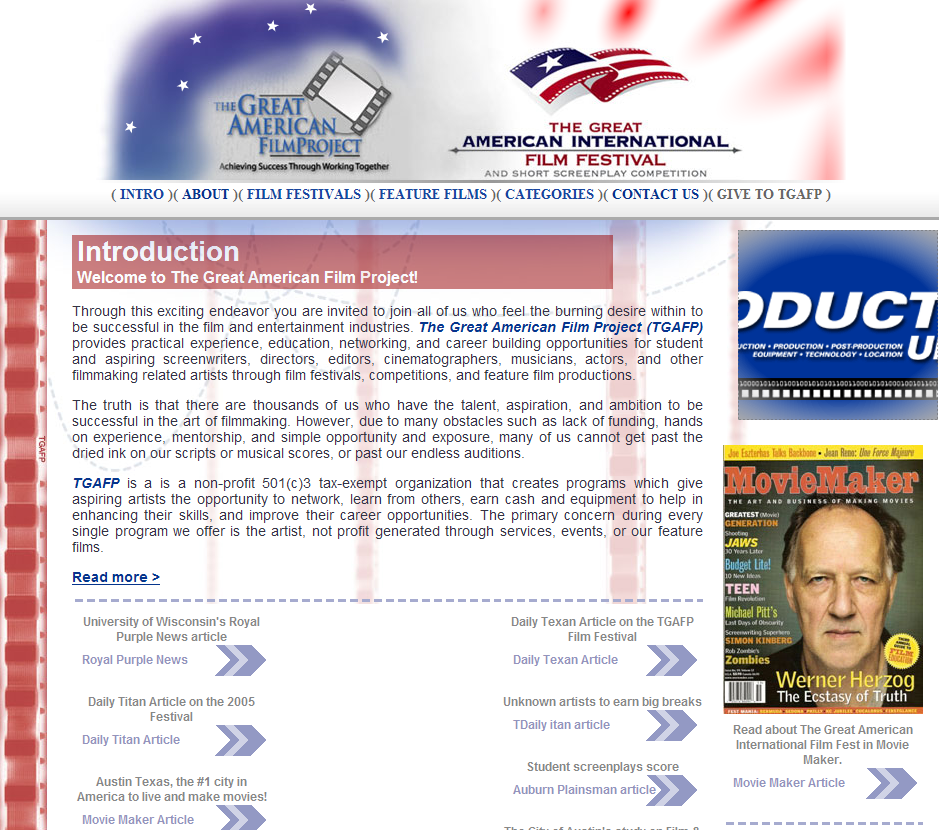 THE GREAT
AMERICAN
FILMPROJECT
Achieving Success Through Working Together
THE GREAT
AMERICAN INTERNATIONAL
FILM FESTIVAL
AND SHORT SCREENPLAY COMPETITION
( INTRO )( ABOUT )( FILM FESTIVALS )( FEATURE FILMS )( CATEGORIES )( CONTACT US )( GIVE TO TGAFP )
Introduction
Welcome to The Great American Film Project!
Through this exciting endeavor you are invited to join all of us who feel the burning desire within to
be successful in the film and entertainment industries. The Great American Film Project (TGAFP)
provides practical experience, education, networking, and career building opportunities for student
and aspiring screenwriters, directors, editors, cinematographers, musicians, actors, and other
filmmaking related artists through film festivals, competitions, and feature film productions.
The truth is that there are thousands of us who have the talent, aspiration, and ambition to be
successful in the art of filmmaking. However, due to many obstacles such as lack of funding, hands
on experience, mentorship, and simple opportunity and exposure, many of us cannot get past the
dried ink on our scripts or musical scores, or past our endless auditions.
TGAFP is a is a non-profit 501(c)3 tax-exempt organization that creates programs which give
aspiring artists the opportunity to network, learn from others, earn cash and equipment to help in
enhancing their skills, and improve their career opportunities. The primary concern during every
single program we offer is the artist, not profit generated through services, events, or our feature
films.
Read more >
TGAFP
University of Wisconsin's Royal
Purple News article
Royal Purple News
Daily Titan Article on the 2005
Festival
Daily Titan Article
Austin Texas, the #1 city in
America to live and make movies!
Movie Maker Article
Daily Texan Article on the TGAFP
Film Festival
Daily Texan Article
Unknown artists to earn big breaks
TDaily itan article
Student screenplays score
Auburn Plainsman article
The City of Austin's study on Film &
ODUCT
UCTION • PRODUCTION • POST-PRODUCTION
EQUIPMENT • TECHNOLOGY • LOCATION
Joe Eszterhas Talks Backbone • Jean Reno: Une Force Majeure
MovieMaker
THE ART AND BUSINESS OF MAKING MOVIES
GREATEST (Movie)
GENERATION
Shooting
JAWS
30 Years Later
Budget Lite!
10 New Ideas
TEEN
Film Revolution
Michael Pitt's
Last Days of Obscurity
Screenwriting Superhero
SIMON KINBERG
Rob Zombie's
Zombies
FILM
EDUCATION
Werner Herzog
The Ecstasy of Truth
Read about The Great American
International Film Fest in Movie
Maker.
Movie Maker Article